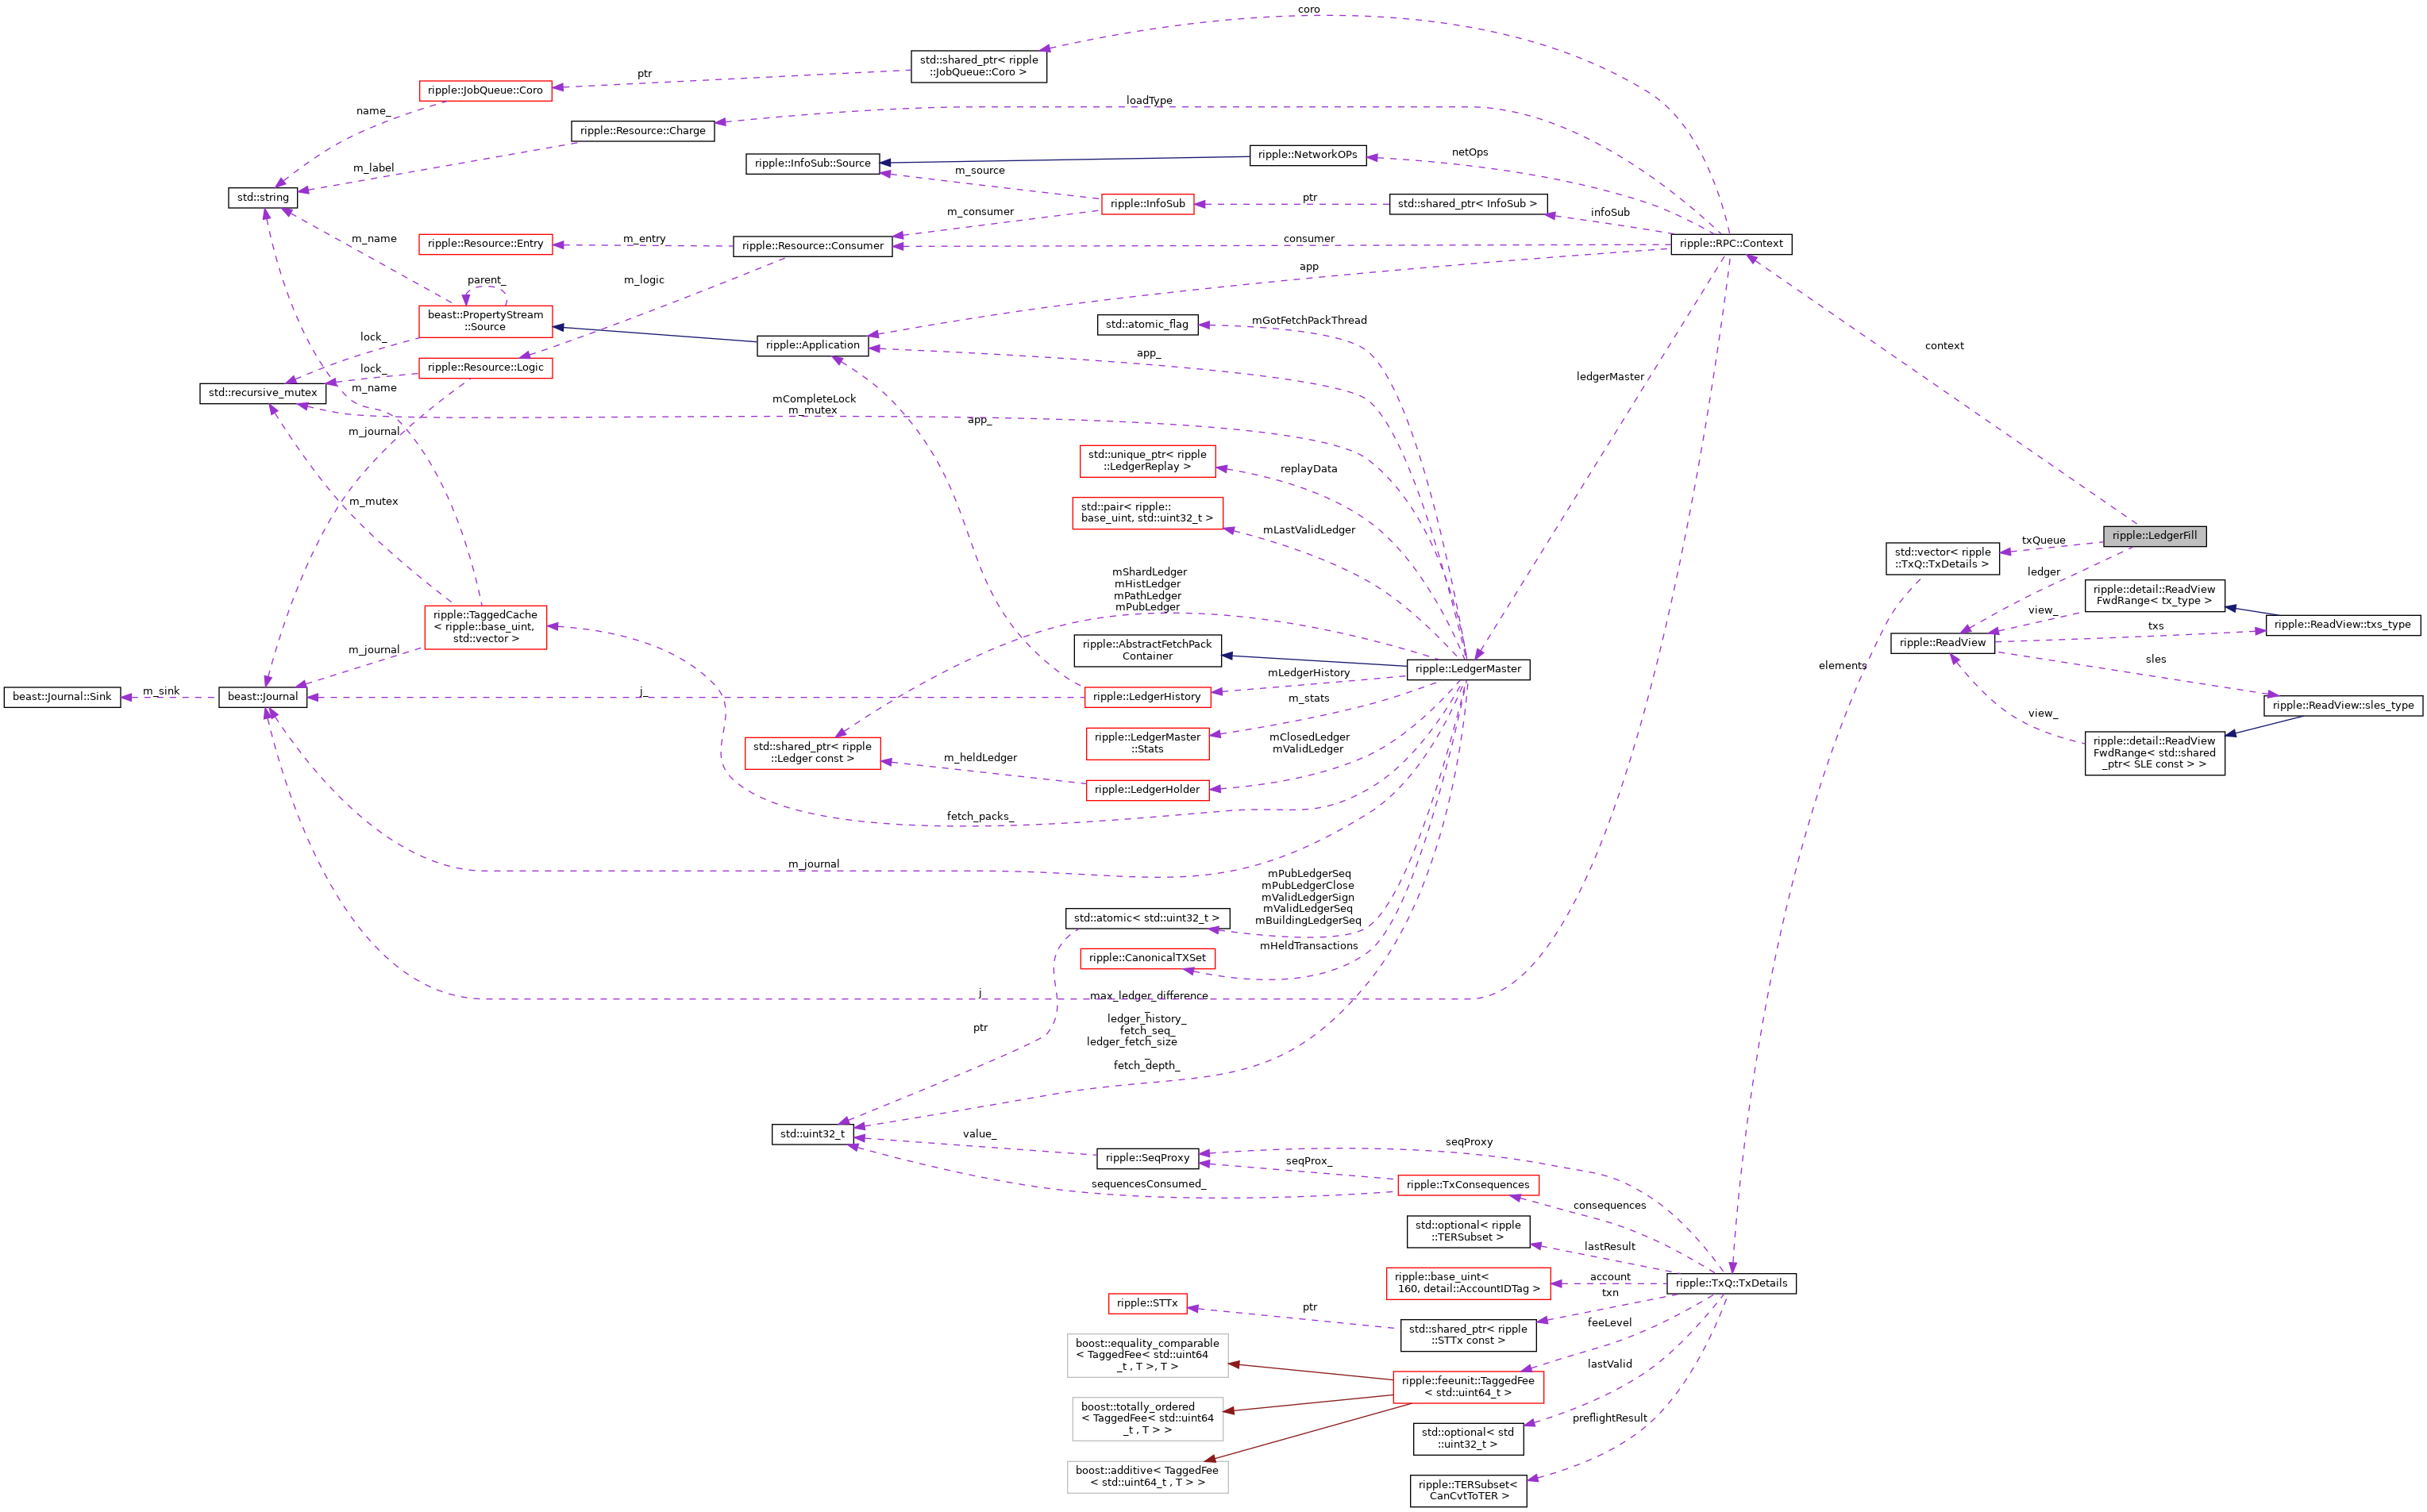 coro
std::shared_ptr< ripple
::JobQueue::Coro >
ptr
ripple::JobQueue::Coro
name_
loadType
ripple::Resource::Charge
m_label
ripple::InfoSub::Source
ripple::NetworkOPs
netOps
m_source
std::string
ripple::InfoSub
ptr
std::shared_ptr< InfoSub >
infoSub
m_consumer
m_name
ripple::Resource::Entry
m_entry
ripple::Resource::Consumer
consumer
ripple::RPC::Context
app
parent_
m_logic
beast::PropertyStream
::Source
lock_
ripple::Application
std::atomic_flag
mGotFetchPackThread
app_
context
ripple::Resource::Logic
lock_
m_name
std::recursive_mutex
ledgerMaster
mCompleteLock
m_mutex
app_
m_journal
std::unique_ptr< ripple
::LedgerReplay >
replayData
m_mutex
std::pair< ripple::
base_uint, std::uint32_t >
mLastValidLedger
ripple::LedgerFill
txQueue
std::vector< ripple
::TxQ::TxDetails >
ledger
mShardLedger
mHistLedger
mPathLedger
mPubLedger
ripple::detail::ReadView
FwdRange< tx_type >
view_
ripple::ReadView::txs_type
txs
ripple::TaggedCache
< ripple::base_uint,
std::vector >
m_journal
ripple::AbstractFetchPack
Container
ripple::ReadView
sles
elements
ripple::LedgerMaster
mLedgerHistory
beast::Journal::Sink
m_sink
beast::Journal
j_
ripple::LedgerHistory
m_stats
ripple::ReadView::sles_type
view_
ripple::LedgerMaster
::Stats
mClosedLedger
mValidLedger
std::shared_ptr< ripple
::Ledger const >
m_heldLedger
ripple::LedgerHolder
ripple::detail::ReadView
FwdRange< std::shared
_ptr< SLE const > >
fetch_packs_
m_journal
mPubLedgerSeq
mPubLedgerClose
mValidLedgerSign
mValidLedgerSeq
mBuildingLedgerSeq
std::atomic< std::uint32_t >
mHeldTransactions
ripple::CanonicalTXSet
j
max_ledger_difference
_
ledger_history_
fetch_seq_
ledger_fetch_size
_
fetch_depth_
ptr
std::uint32_t
value_
ripple::SeqProxy
seqProxy
seqProx_
sequencesConsumed_
ripple::TxConsequences
consequences
std::optional< ripple
::TERSubset >
lastResult
ripple::base_uint<
160, detail::AccountIDTag >
account
ripple::TxQ::TxDetails
txn
ripple::STTx
ptr
std::shared_ptr< ripple
::STTx const >
feeLevel
boost::equality_comparable
< TaggedFee< std::uint64
_t , T >, T >
lastValid
ripple::feeunit::TaggedFee
< std::uint64_t >
boost::totally_ordered
< TaggedFee< std::uint64
_t , T > >
preflightResult
std::optional< std
::uint32_t >
boost::additive< TaggedFee
< std::uint64_t , T > >
ripple::TERSubset<
CanCvtToTER >